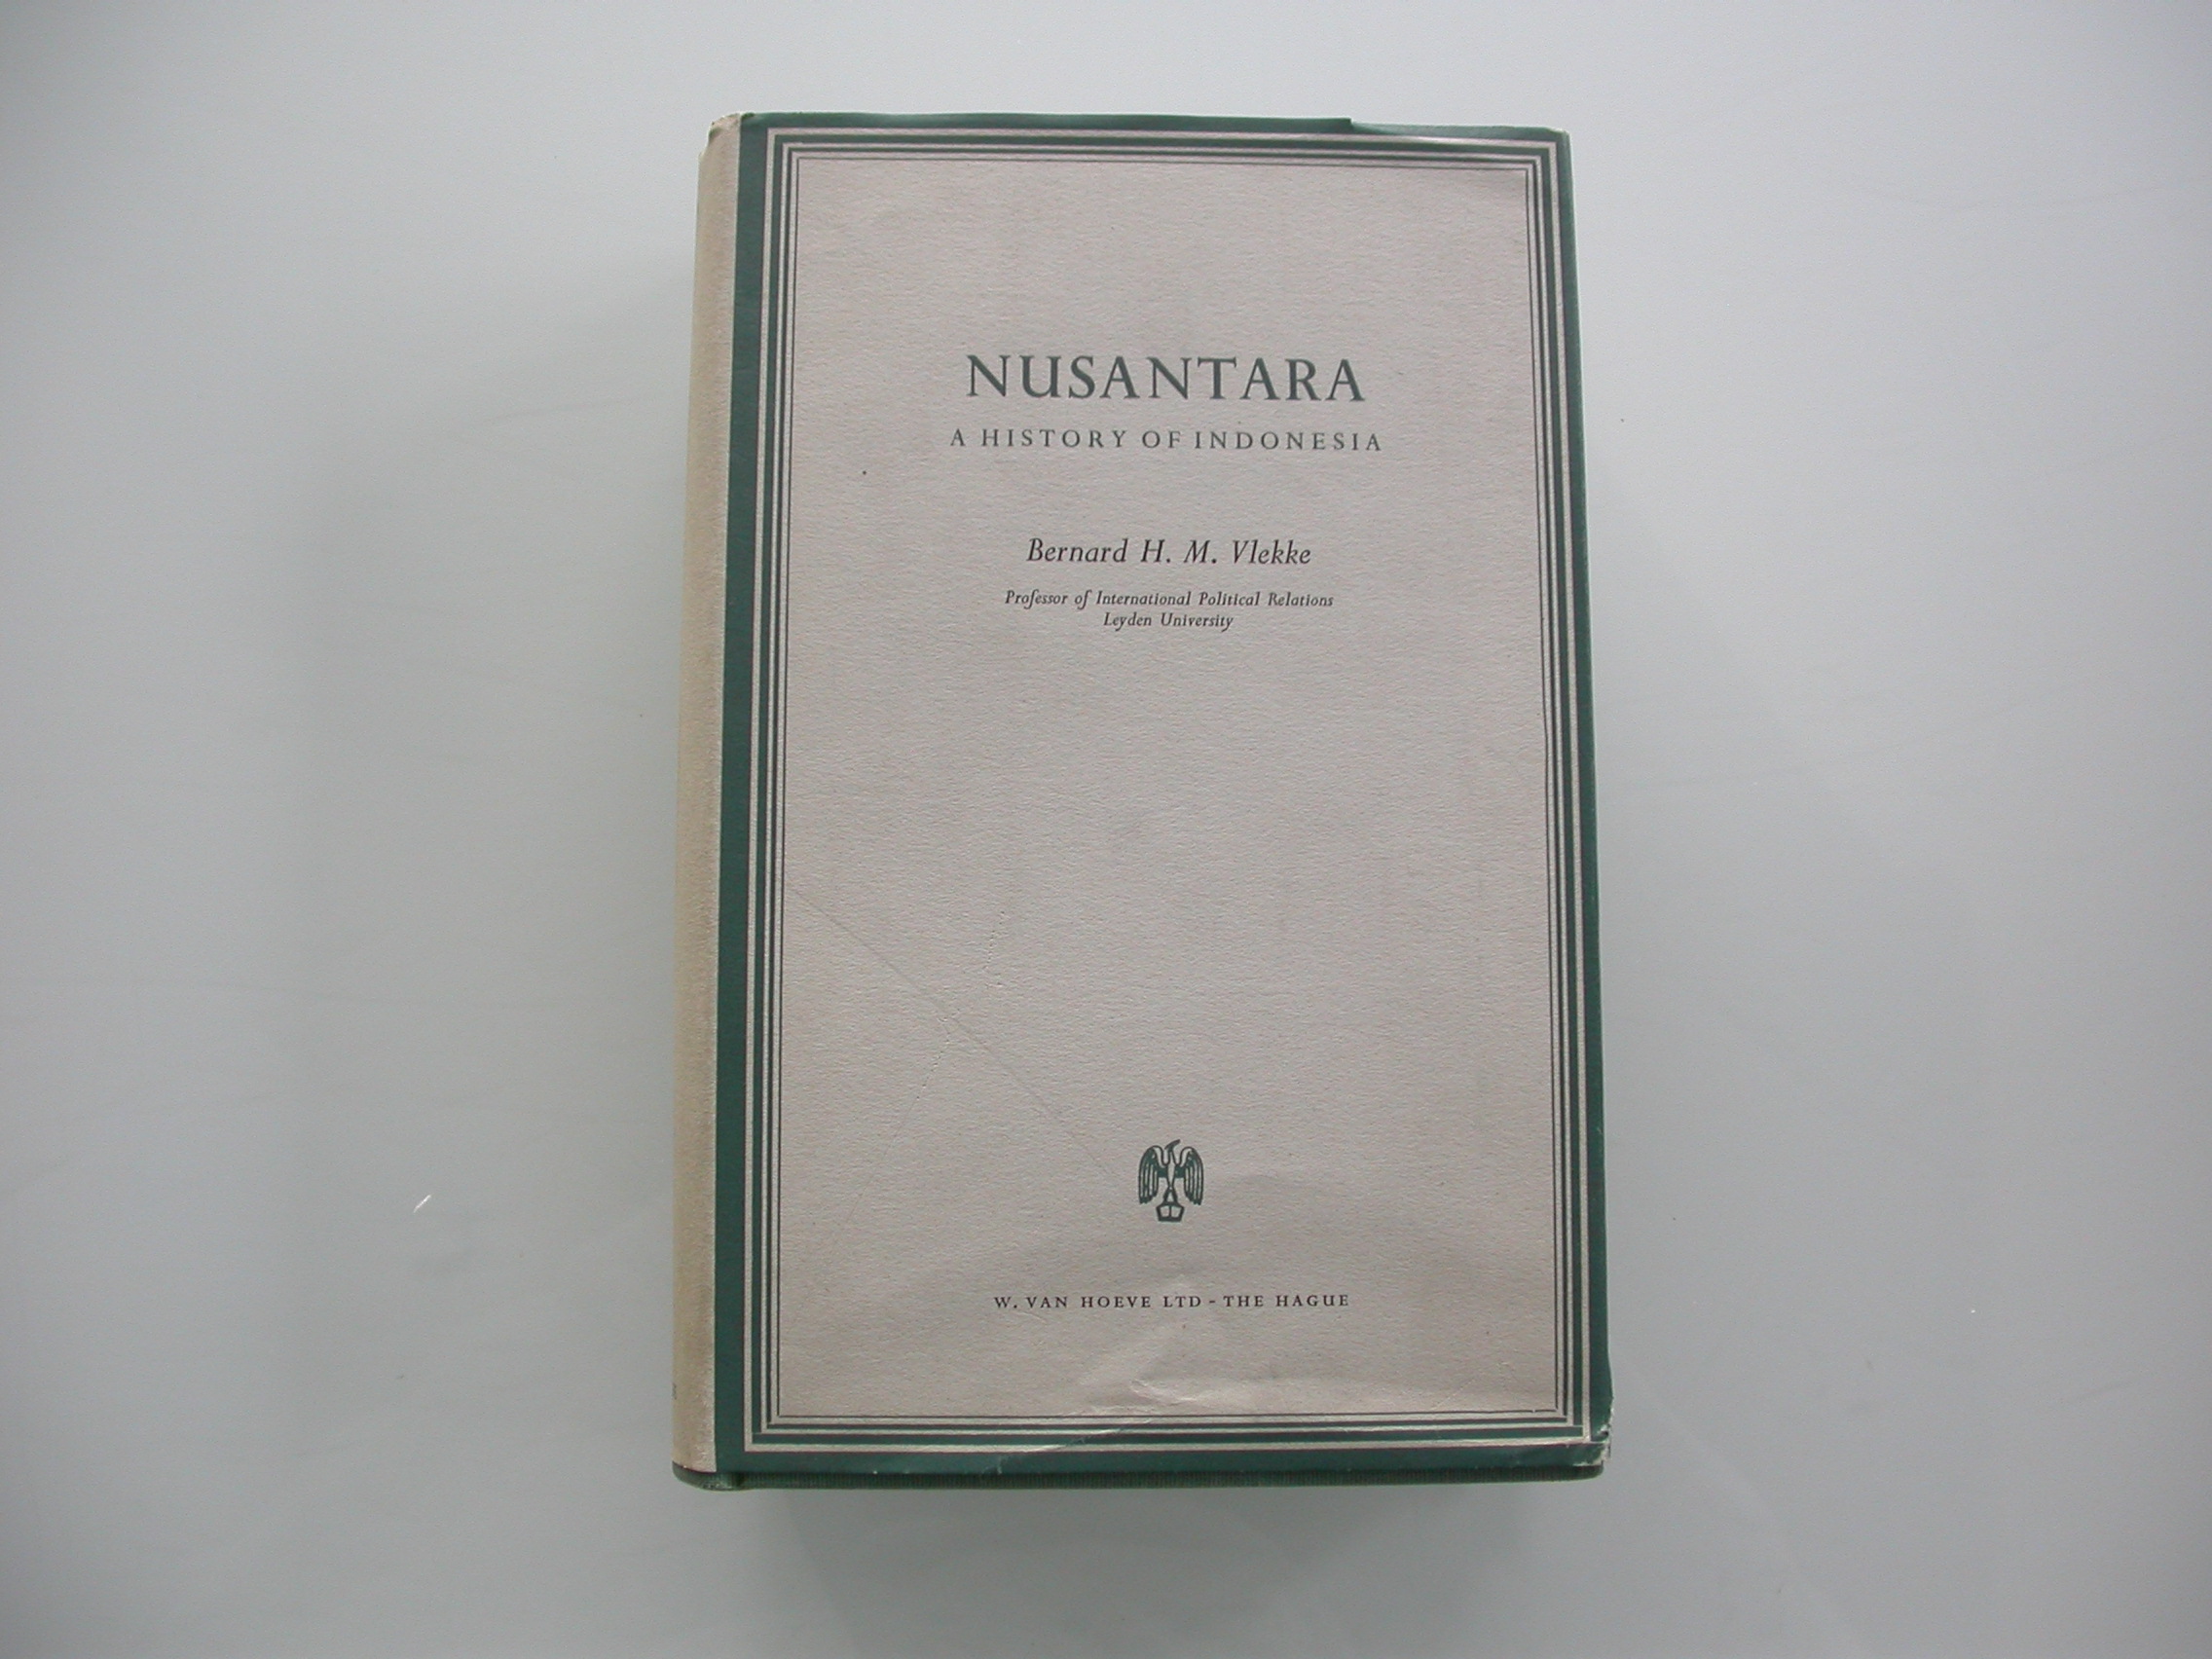 NUSANTARA
A HISTORY OF INDONESIA
Bernard H. M. Vlekke
Professor of International Political Relations
Leyden University
W. VAN HOEVE LTD - THE HAGUE